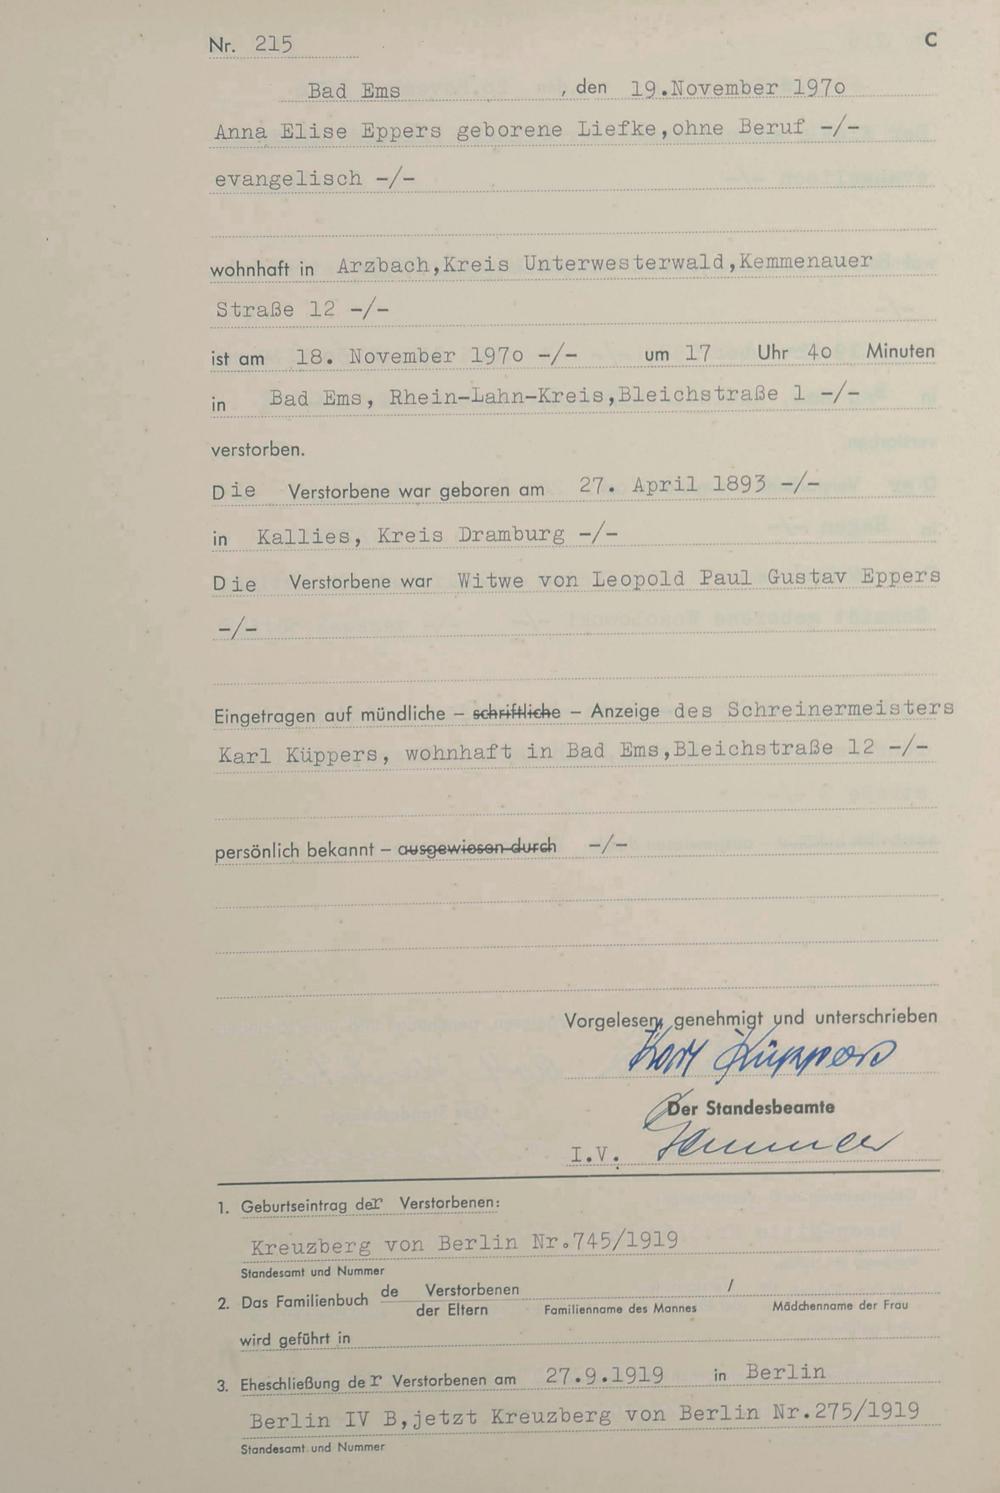 Nr. 215
C
Bad Ems , den 19.November 197o
Anna Elise Eppers geborene Liefke,ohne Beruf -/-
evangelisch -/-
wohnhaft in Arzbach,Kreis Unterwesterwald,Kemmenauer
Straße 12 -/-
ist am 18. November 197o -/- um 17 Uhr 4o Minuten
in Bad Ems, Rhein-Lahn-Kreis,Bleichstraße 1 -/-
verstorben.
Die Verstorbene war geboren am 27. April 1893 -/-
in Kallies, Kreis Dramburg -/-
Die Verstorbene war Witwe von Leopold Paul Gustav Eppers
-/-
Eingetragen auf mündliche – schriftliche – Anzeige des Schreinermeisters
Karl Küppers, wohnhaft in Bad Ems,Bleichstraße 12 -/-
persönlich bekannt – ausgewiesen durch -/-
Vorgelesen, genehmigt und unterschrieben
Karl Küppers
Der Standesbeamte
I.V.
1. Geburtseintrag der Verstorbenen:
Kreuzberg von Berlin Nr.745/1919
Standesamt und Nummer
2. Das Familienbuch de Verstorbenen /
der Eltern Familienname des Mannes Mädchenname der Frau
wird geführt in
3. Eheschließung der Verstorbenen am 27.9.1919 in Berlin
Berlin IV B,jetzt Kreuzberg von Berlin Nr.275/1919
Standesamt und Nummer